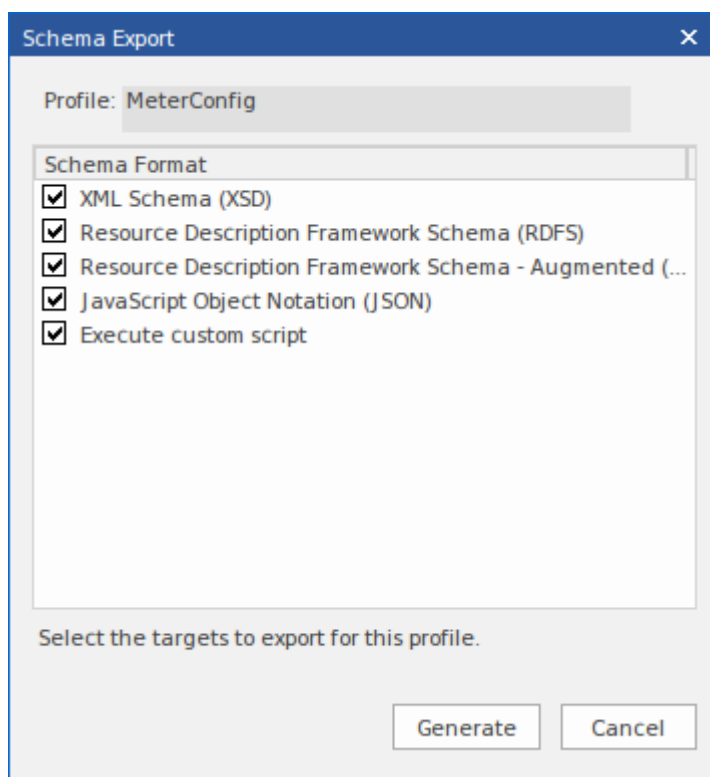 Schema Export
Profile: MeterConfig
Schema Format
XML Schema (XSD)
Resource Description Framework Schema (RDFS)
Resource Description Framework Schema - Augmented (...
JavaScript Object Notation (JSON)
Execute custom script
Select the targets to export for this profile.
Generate Cancel